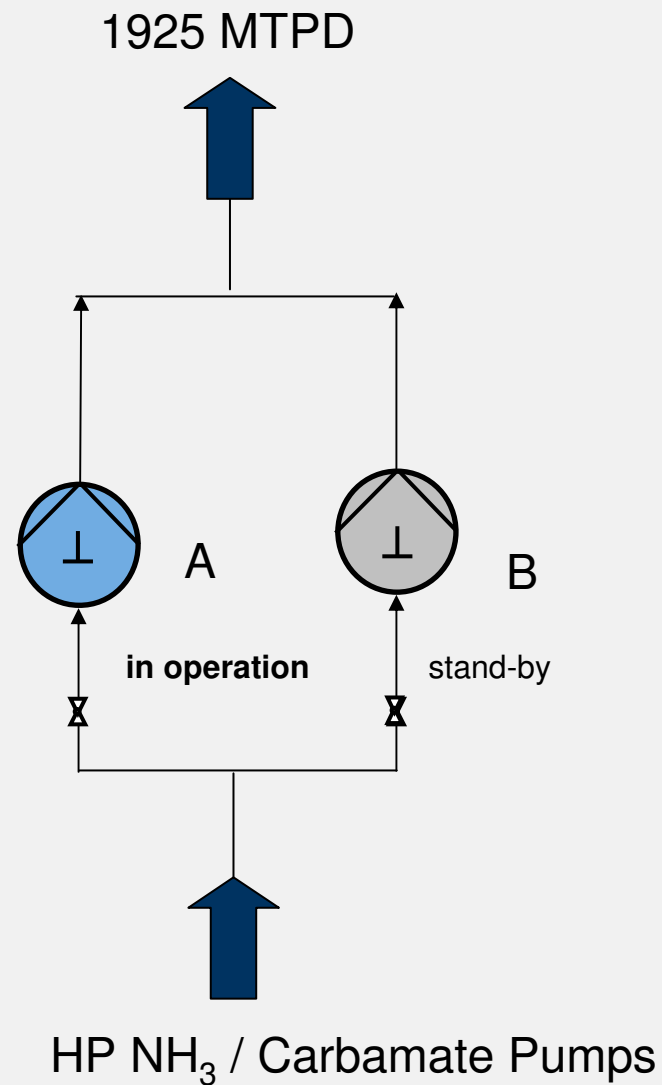 1925 MTPD
A
B
in operation
stand-by
HP NH₃ / Carbamate Pumps